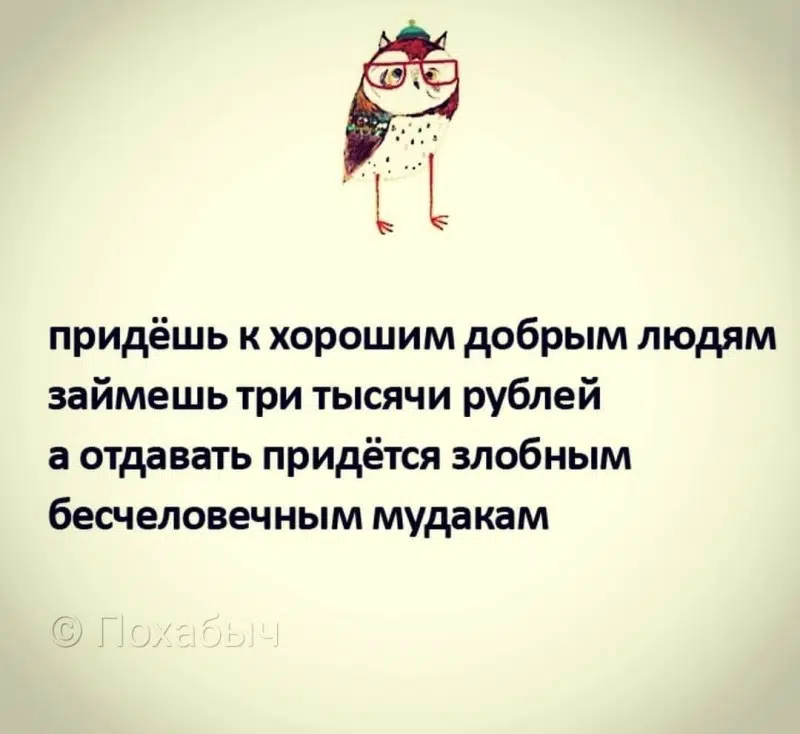 придёшь к хорошим добрым людям
займешь три тысячи рублей
а отдавать придётся злобным
бесчеловечным мудакам
© Похабыч